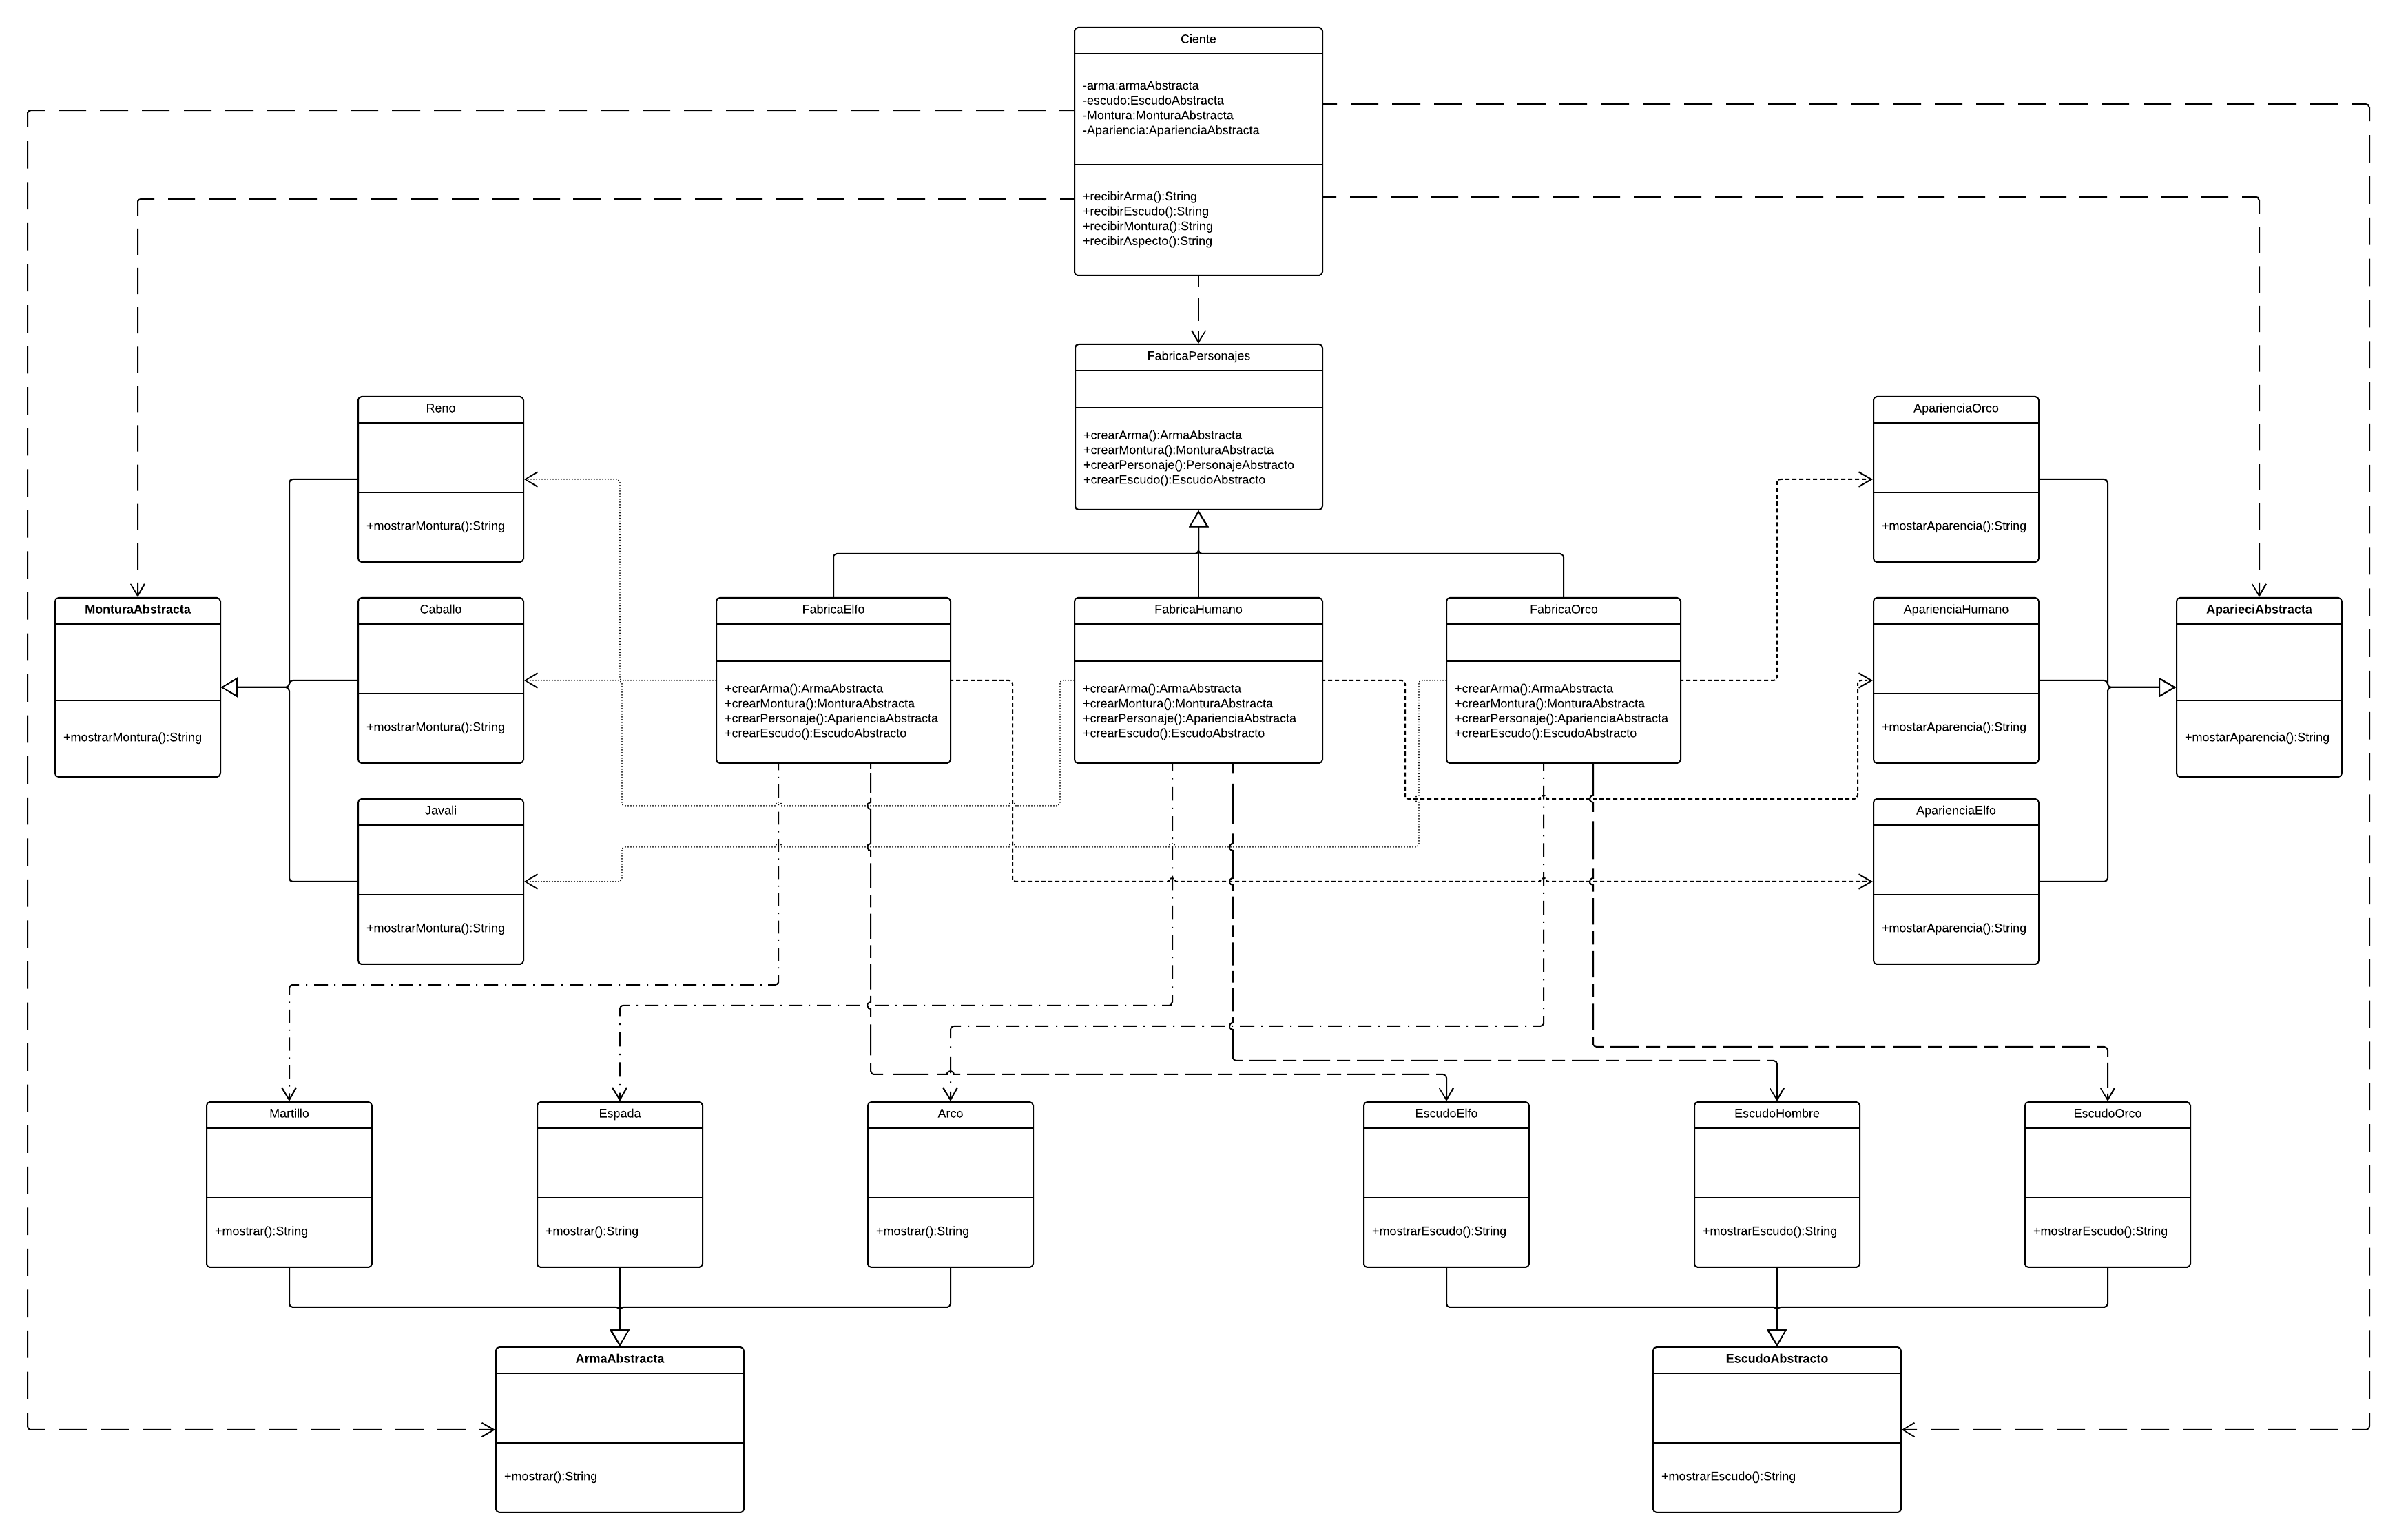 Ciente
-arma:armaAbstracta
-escudo:EscudoAbstracta
-Montura:MonturaAbstracta
-Apariencia:AparienciaAbstracta
+recibirArma():String
+recibirEscudo():String
+recibirMontura():String
+recibirAspecto():String
FabricaPersonajes
+crearArma():ArmaAbstracta
+crearMontura():MonturaAbstracta
+crearPersonaje():PersonajeAbstracto
+crearEscudo():EscudoAbstracto
Reno
+mostrarMontura():String
AparienciaOrco
+mostarAparencia():String
MonturaAbstracta
+mostrarMontura():String
Caballo
+mostrarMontura():String
FabricaElfo
+crearArma():ArmaAbstracta
+crearMontura():MonturaAbstracta
+crearPersonaje():AparienciaAbstracta
+crearEscudo():EscudoAbstracto
FabricaHumano
+crearArma():ArmaAbstracta
+crearMontura():MonturaAbstracta
+crearPersonaje():AparienciaAbstracta
+crearEscudo():EscudoAbstracto
FabricaOrco
+crearArma():ArmaAbstracta
+crearMontura():MonturaAbstracta
+crearPersonaje():AparienciaAbstracta
+crearEscudo():EscudoAbstracto
AparienciaHumano
+mostarAparencia():String
AparieciAbstracta
+mostarAparencia():String
Javali
+mostrarMontura():String
AparienciaElfo
+mostarAparencia():String
Martillo
+mostrar():String
Espada
+mostrar():String
Arco
+mostrar():String
EscudoElfo
+mostrarEscudo():String
EscudoHombre
+mostrarEscudo():String
EscudoOrco
+mostrarEscudo():String
ArmaAbstracta
+mostrar():String
EscudoAbstracto
+mostrarEscudo():String